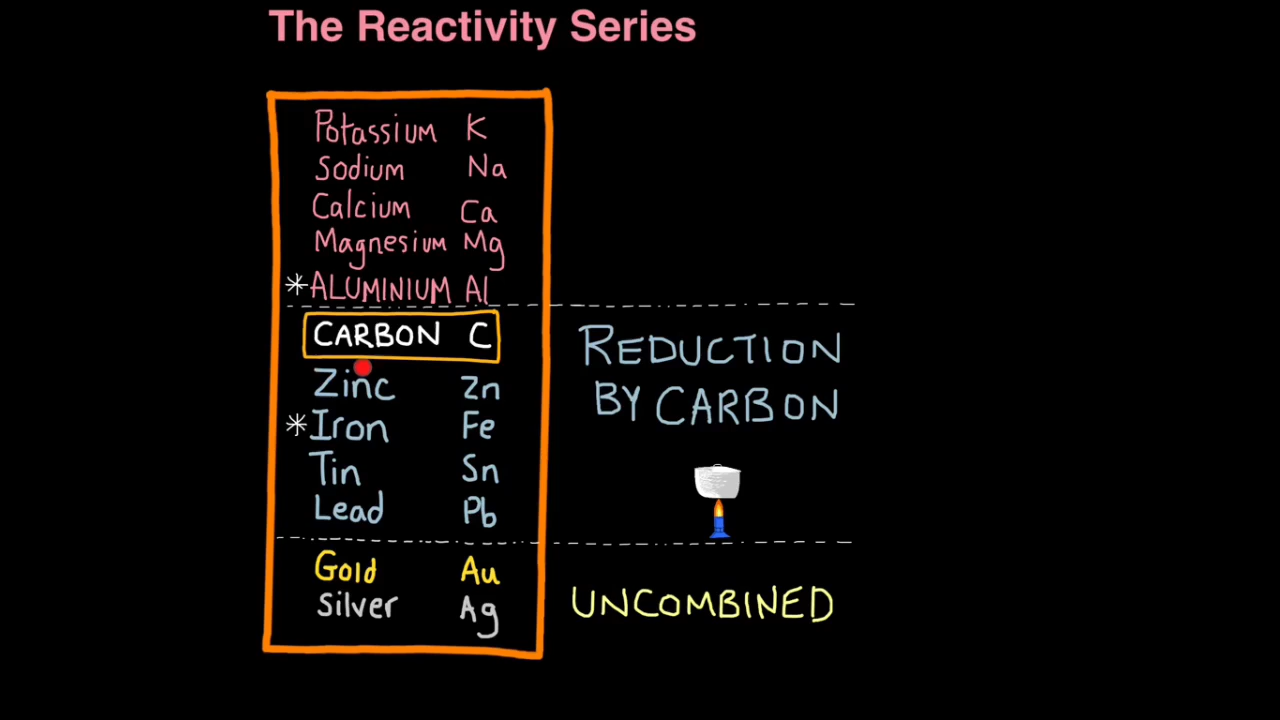 The Reactivity Series
Potassium K
Sodium Na
Calcium Ca
Magnesium Mg
*ALUMINIUM Al
CARBON C
Zinc Zn
*Iron Fe
Tin Sn
Lead Pb
REDUCTION
BY CARBON
Gold Au
Silver Ag
UNCOMBINED